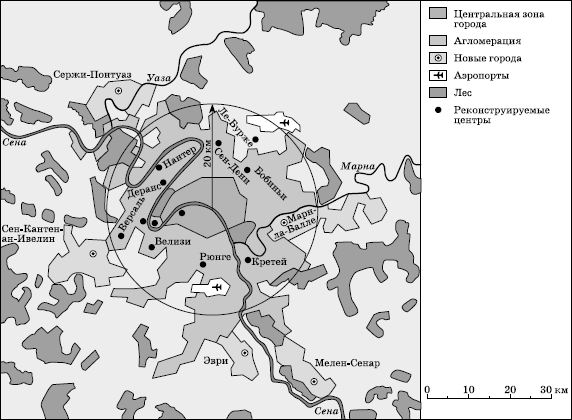 Сержи-Понтуаз
Уаза
Сена
Ле-Бурже
20 км
Нантер
Сен-Дени
Бобиньи
Марна
Деранс
Версаль
Марн-
ла-Валле
Сен-Кантен-
ан-Ивелин
Велизи
Рюнге
Кретей
Эври
Мелен-Сенар
Сена
Центральная зона
города
Агломерация
Новые города
Аэропорты
Лес
Реконструируемые
центры
0 10 20 30 км